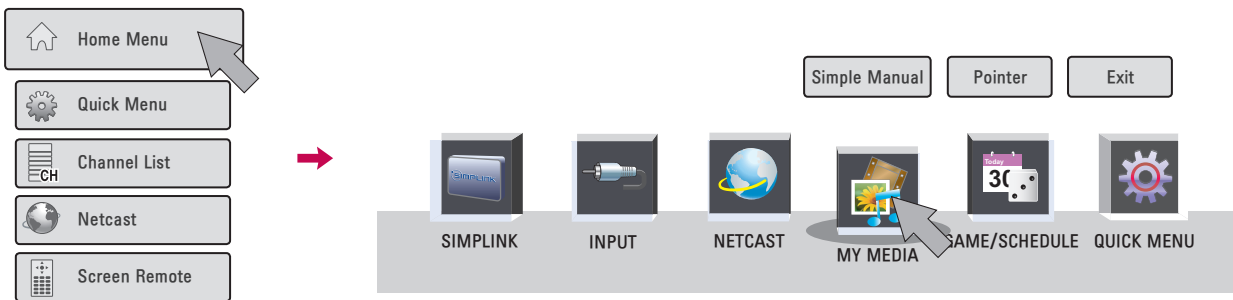 Home Menu
Quick Menu
CH
Channel List
Netcast
Screen Remote
Simple Manual
Pointer
Exit
SIMPLINK
Today
30
SIMPLINK
INPUT
NETCAST
MY MEDIA
GAME/SCHEDULE
QUICK MENU